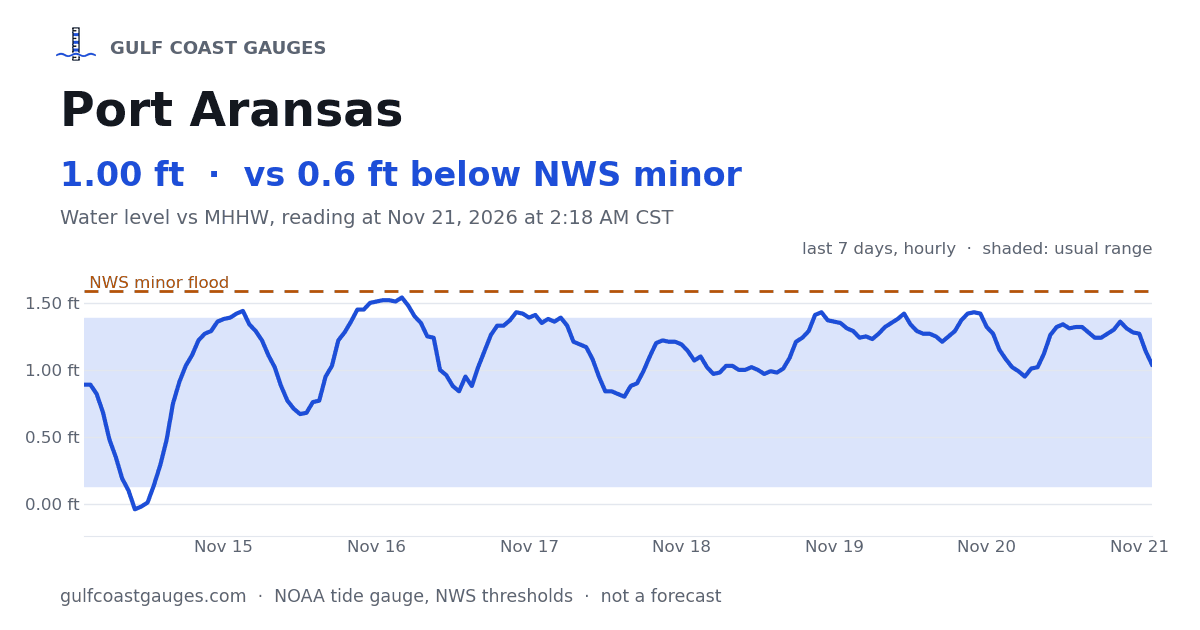 GULF COAST GAUGES
Port Aransas
1.00 ft · vs 0.6 ft below NWS minor
Water level vs MHHW, reading at Nov 21, 2026 at 2:18 AM CST
last 7 days, hourly · shaded: usual range
NWS minor flood
1.50 ft
1.00 ft
0.50 ft
0.00 ft
Nov 15 Nov 16 Nov 17 Nov 18 Nov 19 Nov 20 Nov 21
gulfcoastgauges.com · NOAA tide gauge, NWS thresholds · not a forecast